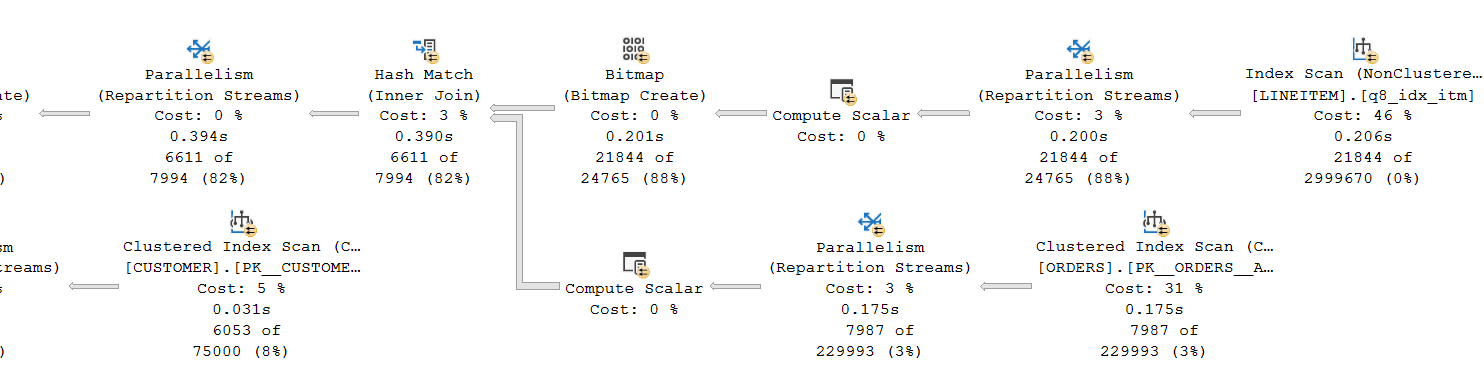 ate)
s
)
Parallelism
(Repartition Streams)
Cost: 0 %
0.394s
6611 of
7994 (82%)
Hash Match
(Inner Join)
Cost: 3 %
0.390s
6611 of
7994 (82%)
Bitmap
(Bitmap Create)
Cost: 0 %
0.201s
21844 of
24765 (88%)
Compute Scalar
Cost: 0 %
Parallelism
(Repartition Streams)
Cost: 3 %
0.200s
21844 of
24765 (88%)
Index Scan (NonClustere…
[LINEITEM].[q8_idx_itm]
Cost: 46 %
0.206s
21844 of
2999670 (0%)
sm
treams)
s
)
Clustered Index Scan (C…
[CUSTOMER].[PK__CUSTOME…
Cost: 5 %
0.031s
6053 of
75000 (8%)
Compute Scalar
Cost: 0 %
Parallelism
(Repartition Streams)
Cost: 3 %
0.175s
7987 of
229993 (3%)
Clustered Index Scan (C…
[ORDERS].[PK__ORDERS__A…
Cost: 31 %
0.175s
7987 of
229993 (3%)